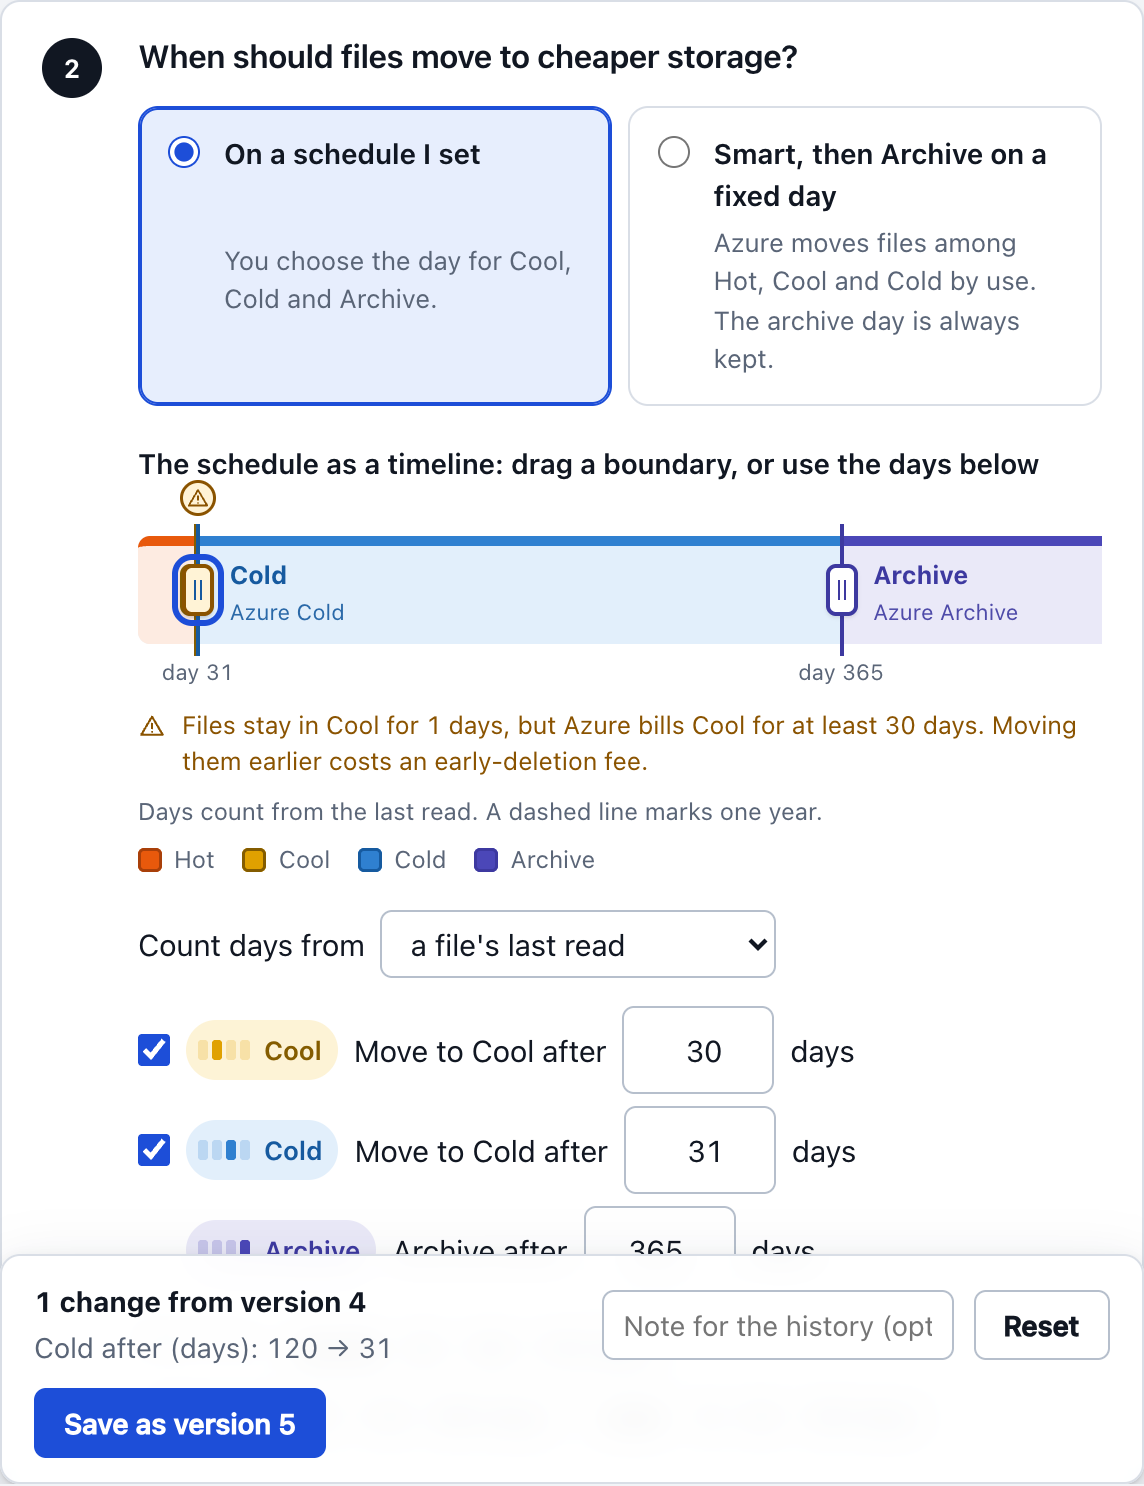 2
When should files move to cheaper storage?
On a schedule I set
You choose the day for Cool,
Cold and Archive.
Smart, then Archive on a
fixed day
Azure moves files among
Hot, Cool and Cold by use.
The archive day is always
kept.
The schedule as a timeline: drag a boundary, or use the days below
Cold
Azure Cold
Archive
Azure Archive
day 31
day 365
Files stay in Cool for 1 days, but Azure bills Cool for at least 30 days. Moving
them earlier costs an early-deletion fee.
Days count from the last read. A dashed line marks one year.
Hot Cool Cold Archive
Count days from a file's last read
Cool Move to Cool after 30 days
Cold Move to Cold after 31 days
Archive Archive after 365 days
1 change from version 4
Cold after (days): 120 → 31
Note for the history (opt
Reset
Save as version 5